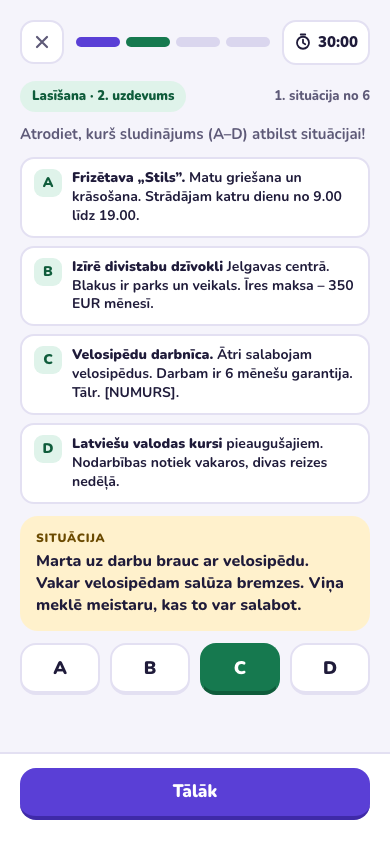 30:00
Lasīšana · 2. uzdevums
1. situācija no 6
Atrodiet, kurš sludinājums (A–D) atbilst situācijai!
A
Frizētava „Stils”. Matu griešana un
krāsošana. Strādājam katru dienu no 9.00
līdz 19.00.
B
Izīrē divistabu dzīvokli Jelgavas centrā.
Blakus ir parks un veikals. Īres maksa – 350
EUR mēnesī.
C
Velosipēdu darbnīca. Ātri salabojam
velosipēdus. Darbam ir 6 mēnešu garantija.
Tālr. [NUMURS].
D
Latviešu valodas kursi pieaugušajiem.
Nodarbības notiek vakaros, divas reizes
nedēļā.
SITUĀCIJA
Marta uz darbu brauc ar velosipēdu.
Vakar velosipēdam salūza bremzes. Viņa
meklē meistaru, kas to var salabot.
A B C D
Tālāk